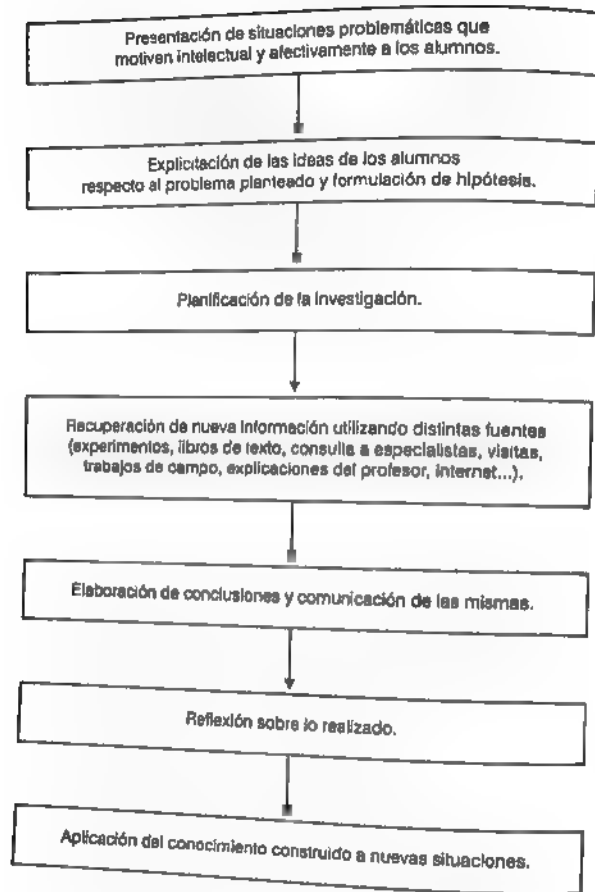 Presentación de situaciones problemáticas que
motiven intelectual y afectivamente a los alumnos.
Explicitación de las ideas de los alumnos
respecto al problema planteado y formulación de hipótesis.
Planificación de la investigación.
Recuperación de nueva información utilizando distintas fuentes
(experimentos, libros de texto, consulta a especialistas, visitas,
trabajos de campo, explicaciones del profesor, internet...).
Elaboración de conclusiones y comunicación de las mismas.
Reflexión sobre lo realizado.
Aplicación del conocimiento construido a nuevas situaciones.